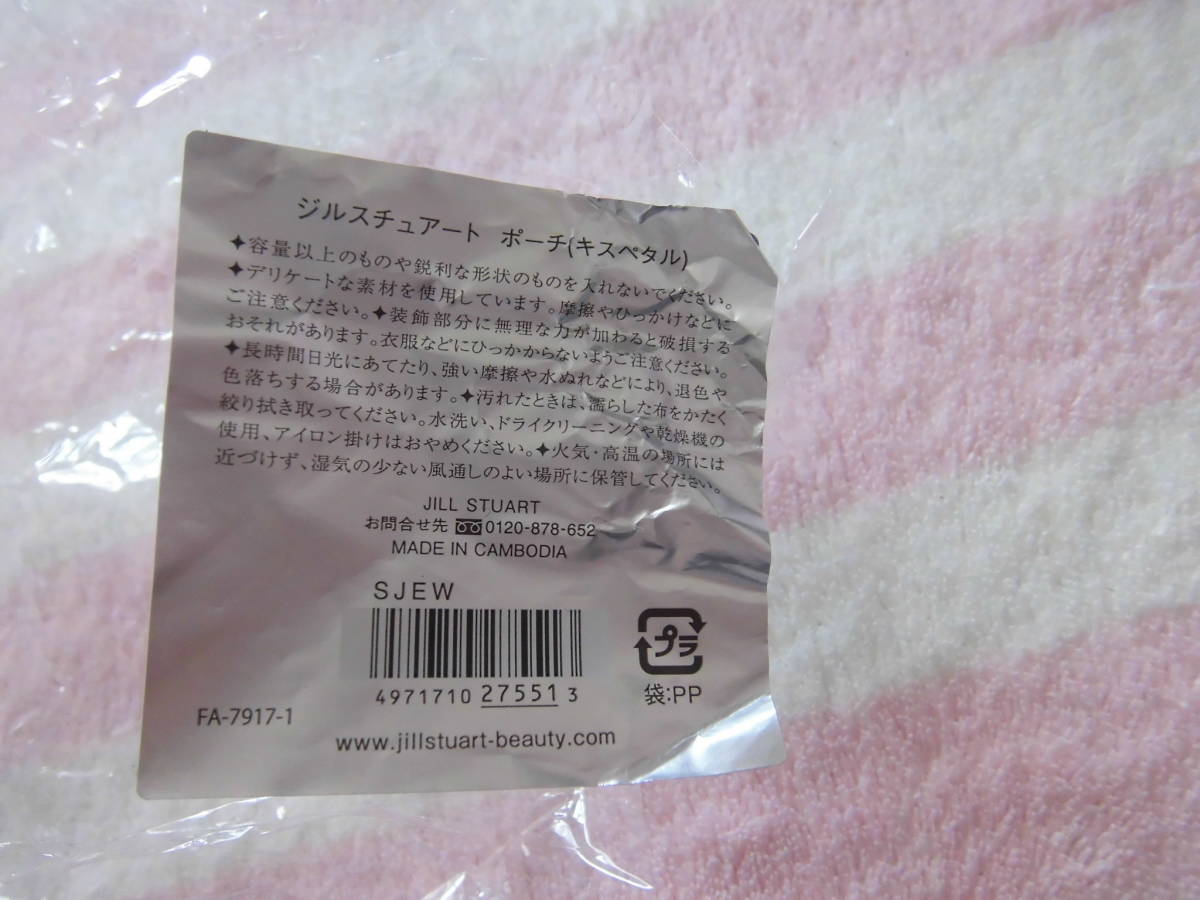 ジルスチュアート ポーチ(キスペタル)
✦容量以上のものや鋭利な形状のものを入れないでください。
✦デリケートな素材を使用しています。摩擦やひっかけなどに
ご注意ください。✦装飾部分に無理な力が加わると破損する
おそれがあります。衣服などにひっかからないようご注意ください。
✦長時間日光にあてたり、強い摩擦や水ぬれなどにより、退色や
色落ちする場合があります。✦汚れたときは、濡らした布をかたく
絞り拭き取ってください。水洗い、ドライクリーニングや乾燥機の
使用、アイロン掛けはおやめください。✦火気・高温の場所には
近づけず、湿気の少ない風通しのよい場所に保管してください。
JILL STUART
お問合せ先 0120-878-652
MADE IN CAMBODIA
SJEW
4971710 27551 3
プラ
袋:PP
FA-7917-1
www.jillstuart-beauty.com